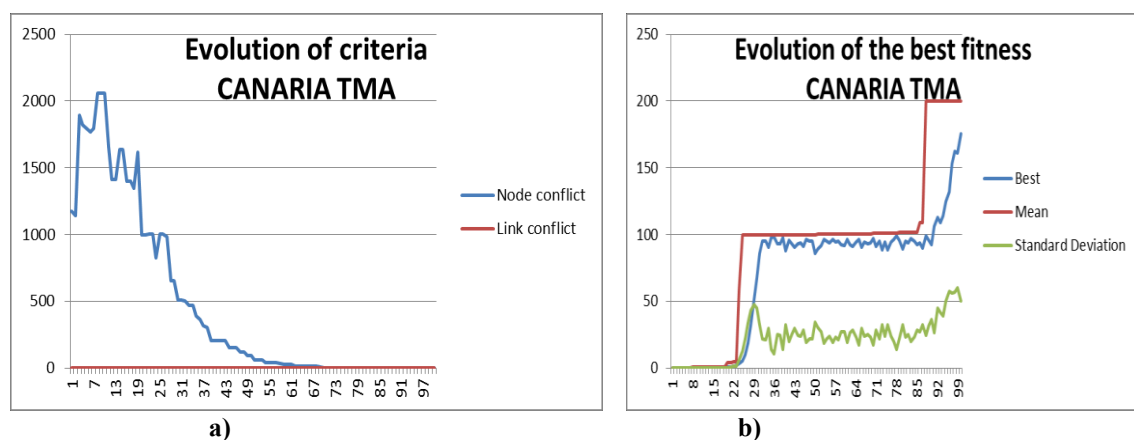 Evolution of criteria
CANARIA TMA
2500
2000
1500
1000
500
0
1 7 13 19 25 31 37 43 49 55 61 67 73 79 85 91 97
Node conflict
Link conflict
a)
Evolution of the best fitness
CANARIA TMA
250
200
150
100
50
0
1 8 15 22 29 36 43 50 57 64 71 78 85 92 99
Best
Mean
Standard Deviation
b)